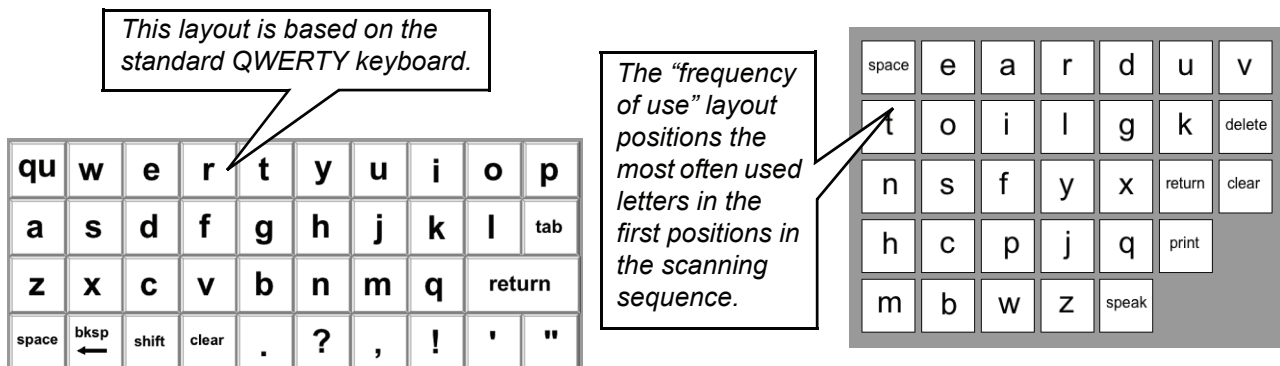 This layout is based on the
standard QWERTY keyboard.
qu w e r t y u i o p
a s d f g h j k l tab
z x c v b n m q return
space bksp shift clear . ? , ! ' "
The “frequency
of use” layout
positions the
most often used
letters in the
first positions in
the scanning
sequence.
space e a r d u v
t o i l g k delete
n s f y x return clear
h c p j q print
m b w z speak